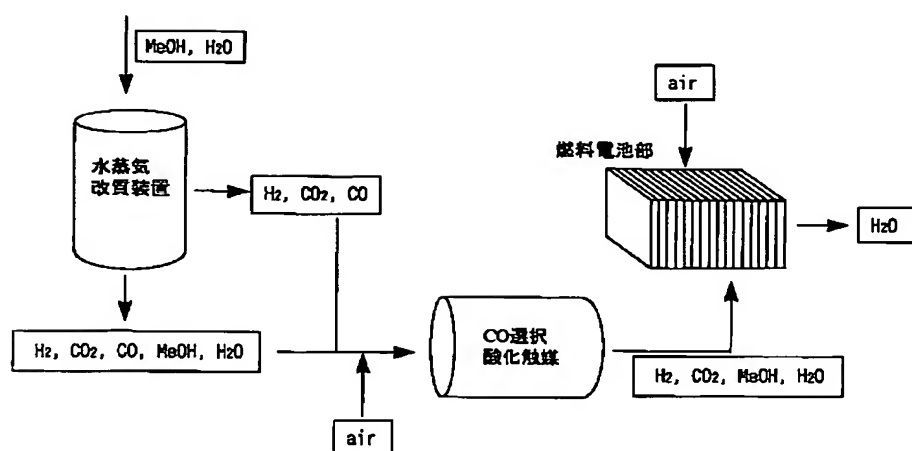 MeOH, H2O
air
水蒸気
改質装置
燃料電池部
H2, CO2, CO
H2O
CO選択
酸化触媒
H2, CO2, CO, MeOH, H2O
H2, CO2, MeOH, H2O
air